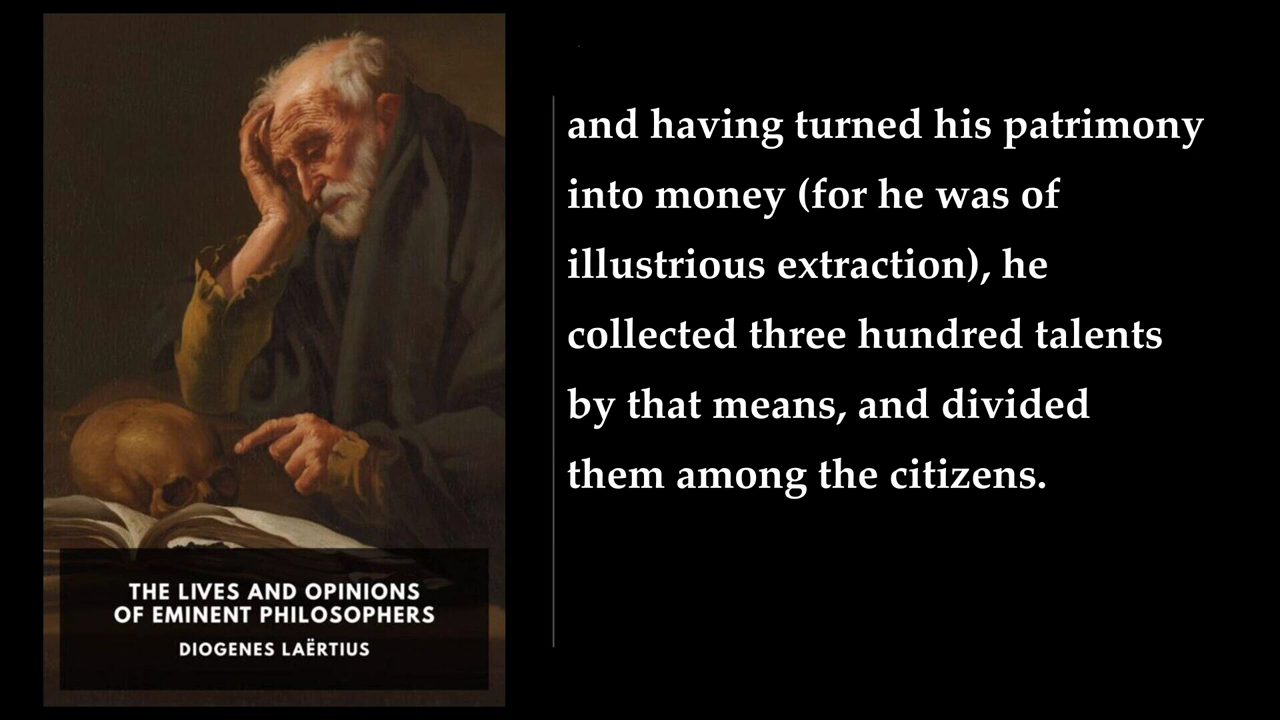 and having turned his patrimony
into money (for he was of
illustrious extraction), he
collected three hundred talents
by that means, and divided
them among the citizens.
THE LIVES AND OPINIONS
OF EMINENT PHILOSOPHERS
DIOGENES LAËRTIUS